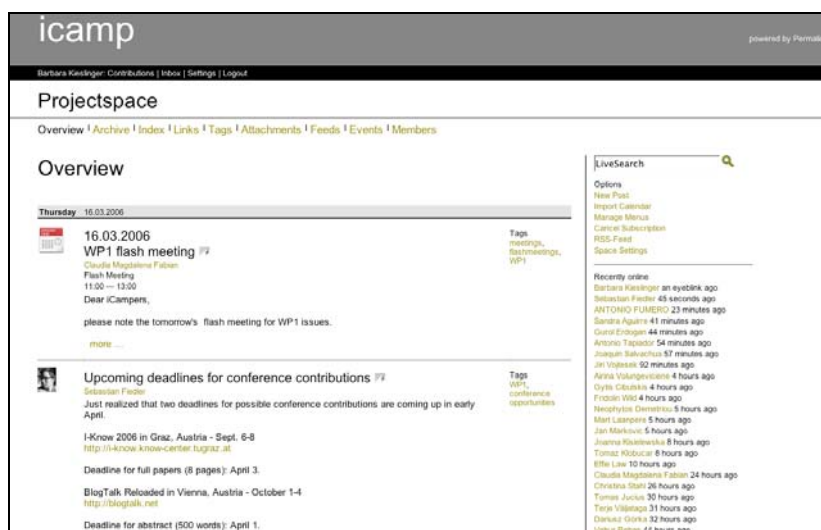 icamp
powered by
Barbara Kieslinger: Contributions | Inbox | Settings | Logout
Projectspace
Overview | Archive | Index | Links | Tags | Attachments | Feeds | Events | Members
Overview
Thursday 16.03.2006
16.03.2006
WP1 flash meeting
Claudia Magdalena Fabian
Flash Meeting
11:00 — 13:00
Dear iCampers,
please note the tomorrow's flash meeting for WP1 issues.
more ...
Tags
meetings,
flashmeetings,
WP1
Upcoming deadlines for conference contributions
Sebastian Fiedler
Just realized that two deadlines for possible conference contributions are coming up in early
April.
I-Know 2006 in Graz, Austria - Sept. 6-8
http://i-know.know-center.tugraz.at
Deadline for full papers (8 pages): April 3.
BlogTalk Reloaded in Vienna, Austria - October 1-4
http://blogtalk.net
Deadline for abstract (500 words): April 1.
Tags
WP1,
conference
opportunities
LiveSearch
Options
New Post
Import Calendar
Manage Menus
Cancel Subscription
RSS-Feed
Space Settings
Recently online
Barbara Kieslinger an eyeblink ago
Sebastian Fiedler 45 seconds ago
ANTONIO FUMERO 23 minutes ago
Sandra Aguirre 41 minutes ago
Gurol Erdogan 44 minutes ago
Antonio Tapiador 54 minutes ago
Joaquin Salvachua 57 minutes ago
Jiri Vojtesek 92 minutes ago
Airina Volungeviciene 4 hours ago
Gytis Cibulskis 4 hours ago
Fridolin Wild 4 hours ago
Neophytos Demetriou 5 hours ago
Mart Laanpere 5 hours ago
Jan Markovic 5 hours ago
Joanna Kisielewska 8 hours ago
Tomaz Klobucar 8 hours ago
Effie Law 10 hours ago
Claudia Magdalena Fabian 24 hours ago
Christina Stahl 26 hours ago
Tomas Jucius 30 hours ago
Terje Väljataga 31 hours ago
Dariusz Gorka 32 hours ago
44 hours ago